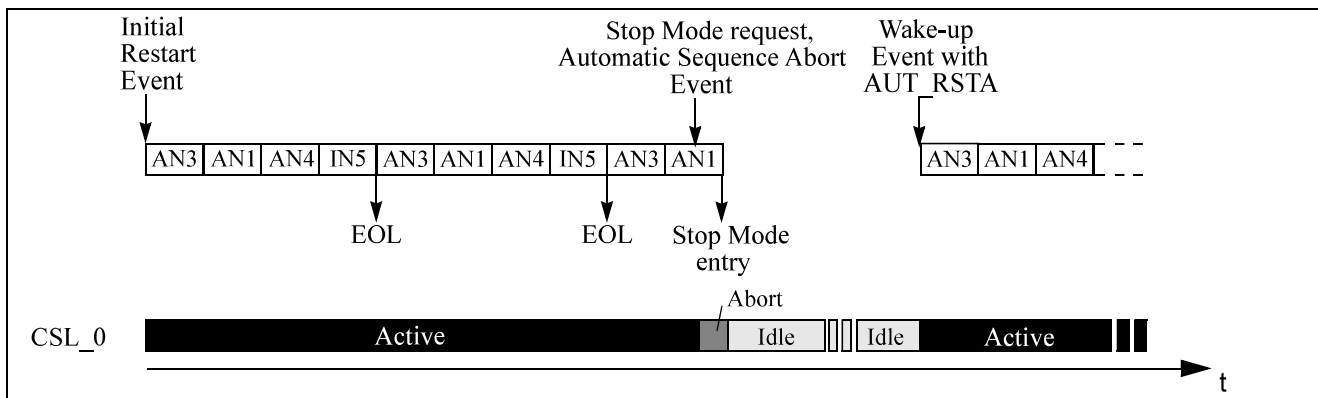 Initial
Restart
Event
Stop Mode request,
Automatic Sequence Abort
Event
Wake-up
Event with
AUT_RSTA
AN3 AN1 AN4 IN5 AN3 AN1 AN4 IN5 AN3 AN1
AN3 AN1 AN4
EOL
EOL
Stop Mode
entry
Abort
CSL_0
Active
Idle
Idle
Active
t